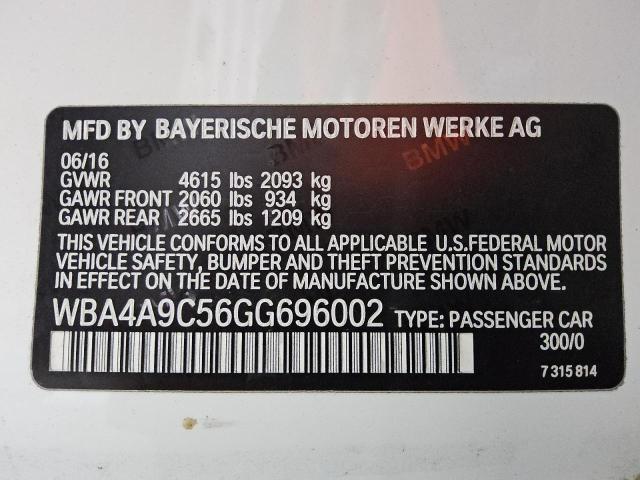 MFD BY BAYERISCHE MOTOREN WERKE AG
06/16
GVWR 4615 lbs 2093 kg
GAWR FRONT 2060 lbs 934 kg
GAWR REAR 2665 lbs 1209 kg
THIS VEHICLE CONFORMS TO ALL APPLICABLE U.S.FEDERAL MOTOR
VEHICLE SAFETY, BUMPER AND THEFT PREVENTION STANDARDS
IN EFFECT ON THE DATE OF MANUFACTURE SHOWN ABOVE.
WBA4A9C56GG696002 TYPE: PASSENGER CAR
300/0
7 315 814
BMW
BMW
BMW